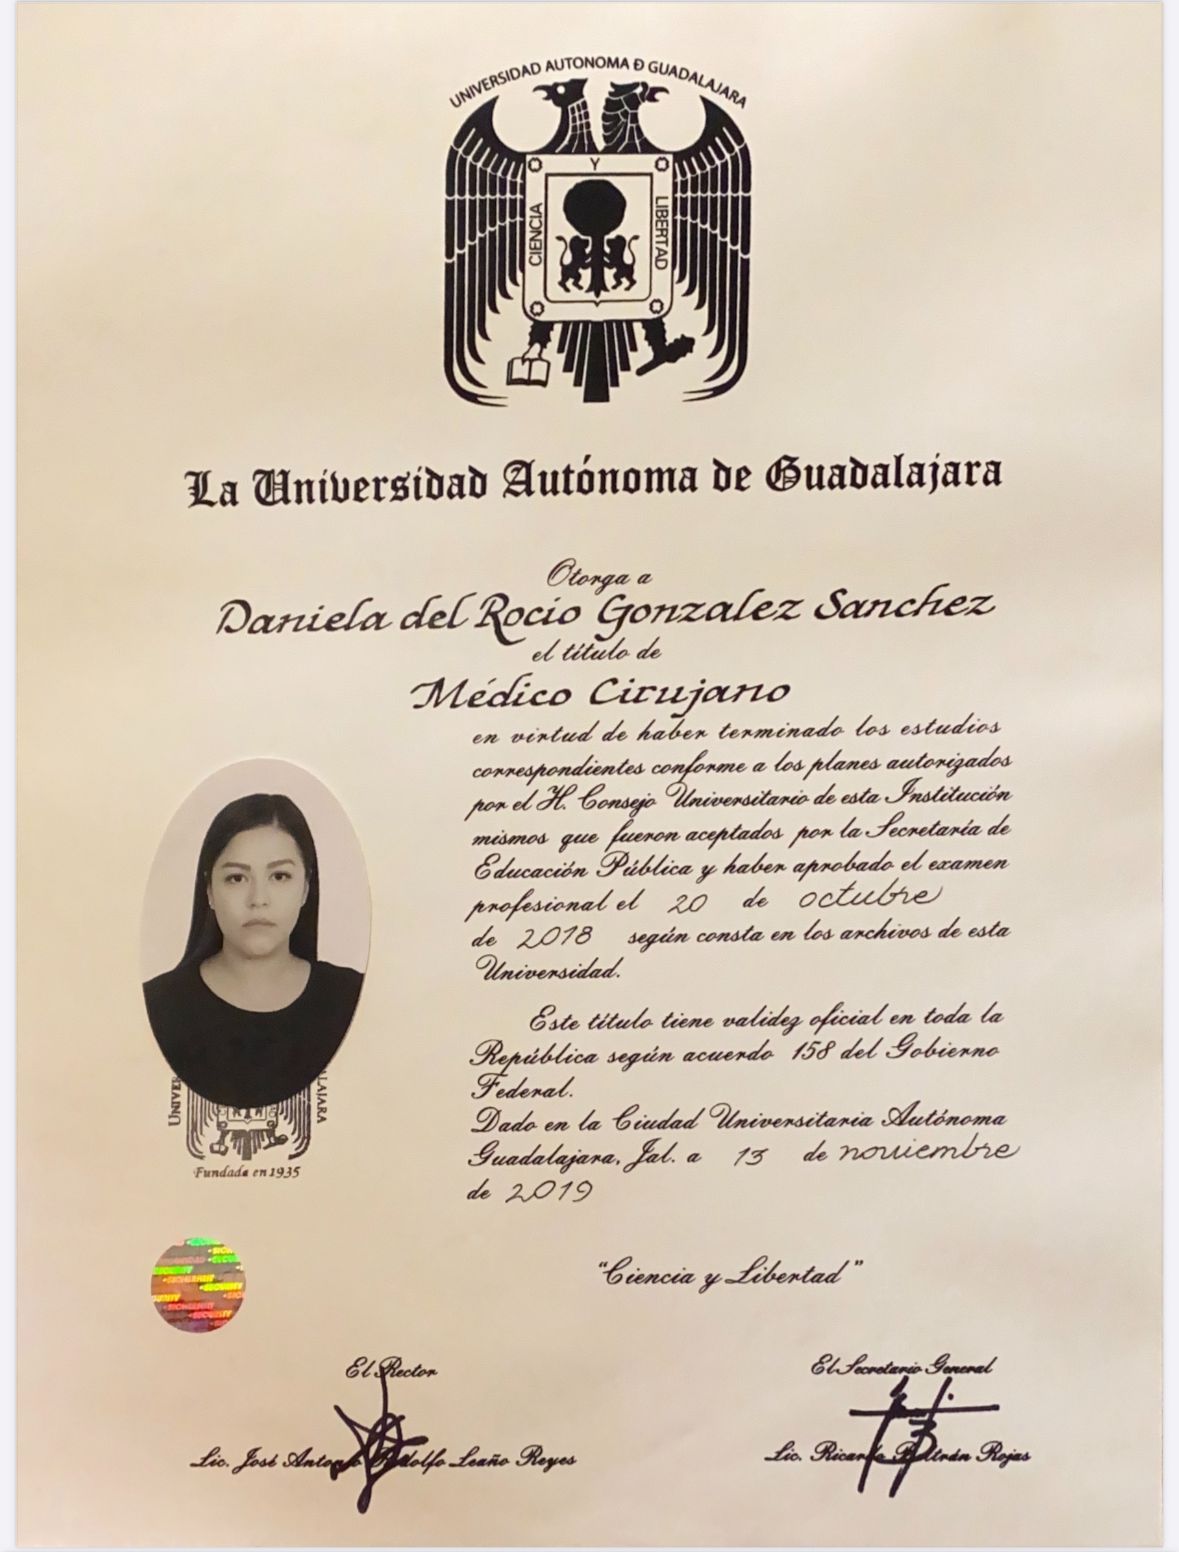 UNIVERSIDAD AUTONOMA Ð GUADALAJARA
Y
CIENCIA
LIBERTAD
La Universidad Autónoma de Guadalajara
Otorga a
Daniela del Rocio Gonzalez Sanchez
el título de
Médico Cirujano
en virtud de haber terminado los estudios
correspondientes conforme a los planes autorizados
por el H. Consejo Universitario de esta Institución
mismos que fueron aceptados por la Secretaría de
Educación Pública y haber aprobado el examen
profesional el 20 de octubre
de 2018 según consta en los archivos de esta
Universidad.
Este título tiene validez oficial en toda la
República según acuerdo 158 del Gobierno
Federal.
Dado en la Ciudad Universitaria Autónoma
Guadalajara, Jal. a 13 de noviembre
de 2019
Fundada en 1935
SECURITY
"Ciencia y Libertad"
El Rector
Lic. José Antonio Rodolfo Leaño Reyes
El Secretario General
Lic. Ricardo Beltrán Rojas